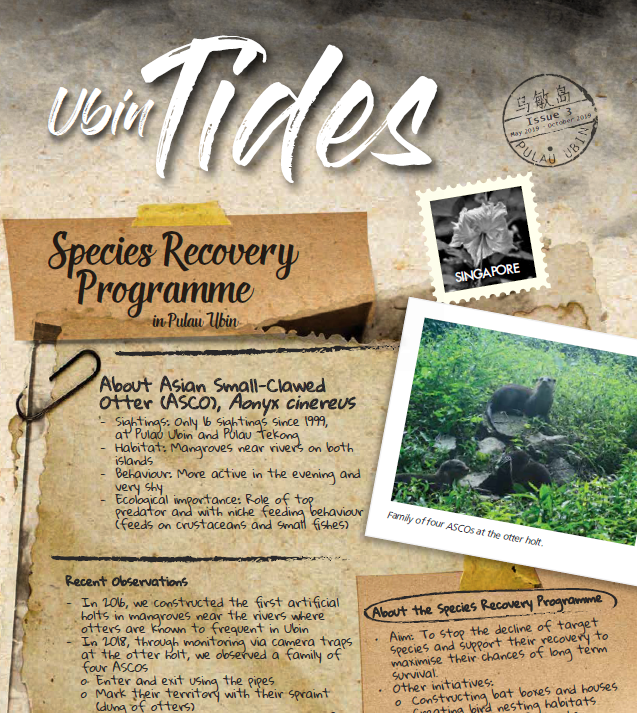 Ubin Tides
乌敏岛
Issue 3
May 2019 - October 2019
PULAU UBIN
SINGAPORE
Species Recovery
Programme
in Pulau Ubin
About Asian Small-Clawed
Otter (ASCO), Aonyx cinereus
- Sightings: Only 16 sightings since 1999,
at Pulau Ubin and Pulau Tekong
- Habitat: Mangroves near rivers on both
islands
- Behaviour: More active in the evening and
very shy
- Ecological importance: Role of top
predator and with niche feeding behaviour
(feeds on crustaceans and small fishes)
Family of four ASCOs at the otter holt.
Recent Observations
- In 2016, we constructed the first artificial
holts in mangroves near the rivers where
otters are known to frequent in Ubin
- In 2018, through monitoring via camera traps
at the otter holt, we observed a family of
four ASCOs
o Enter and exit using the pipes
o Mark their territory with their spraint
(dung of otters)
About the Species Recovery Programme
· Aim: To stop the decline of target
species and support their recovery to
maximise their chances of long term
survival.
· Other initiatives:
o Constructing bat boxes and houses
o Creating bird nesting habitats